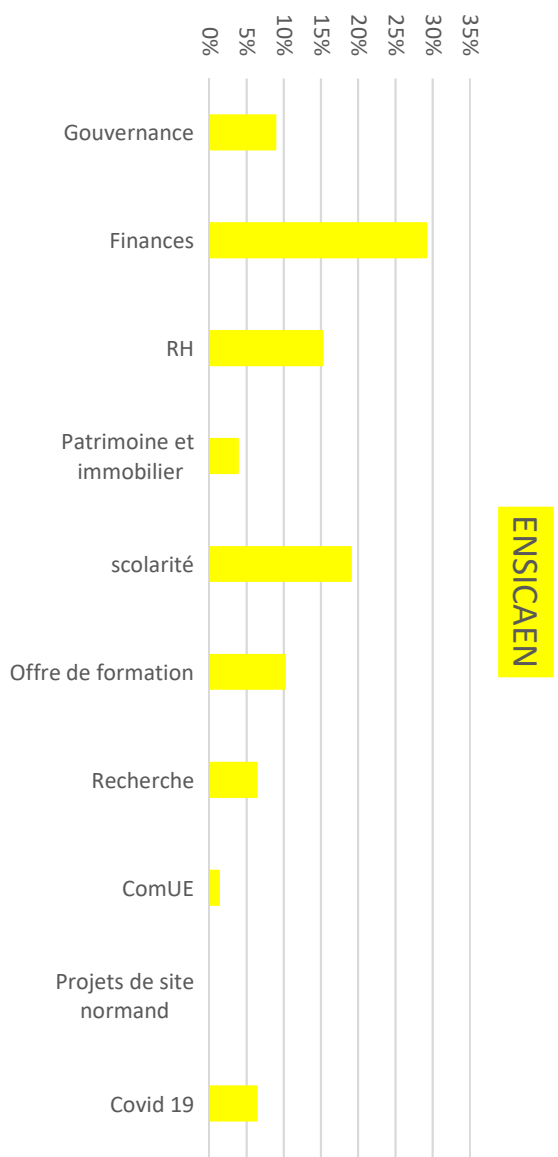 ENSICAEN
0%
5%
10%
15%
20%
25%
30%
35%
Gouvernance
Finances
RH
Patrimoine et
immobilier
scolarité
Offre de formation
Recherche
ComUE
Projets de site
normand
Covid 19